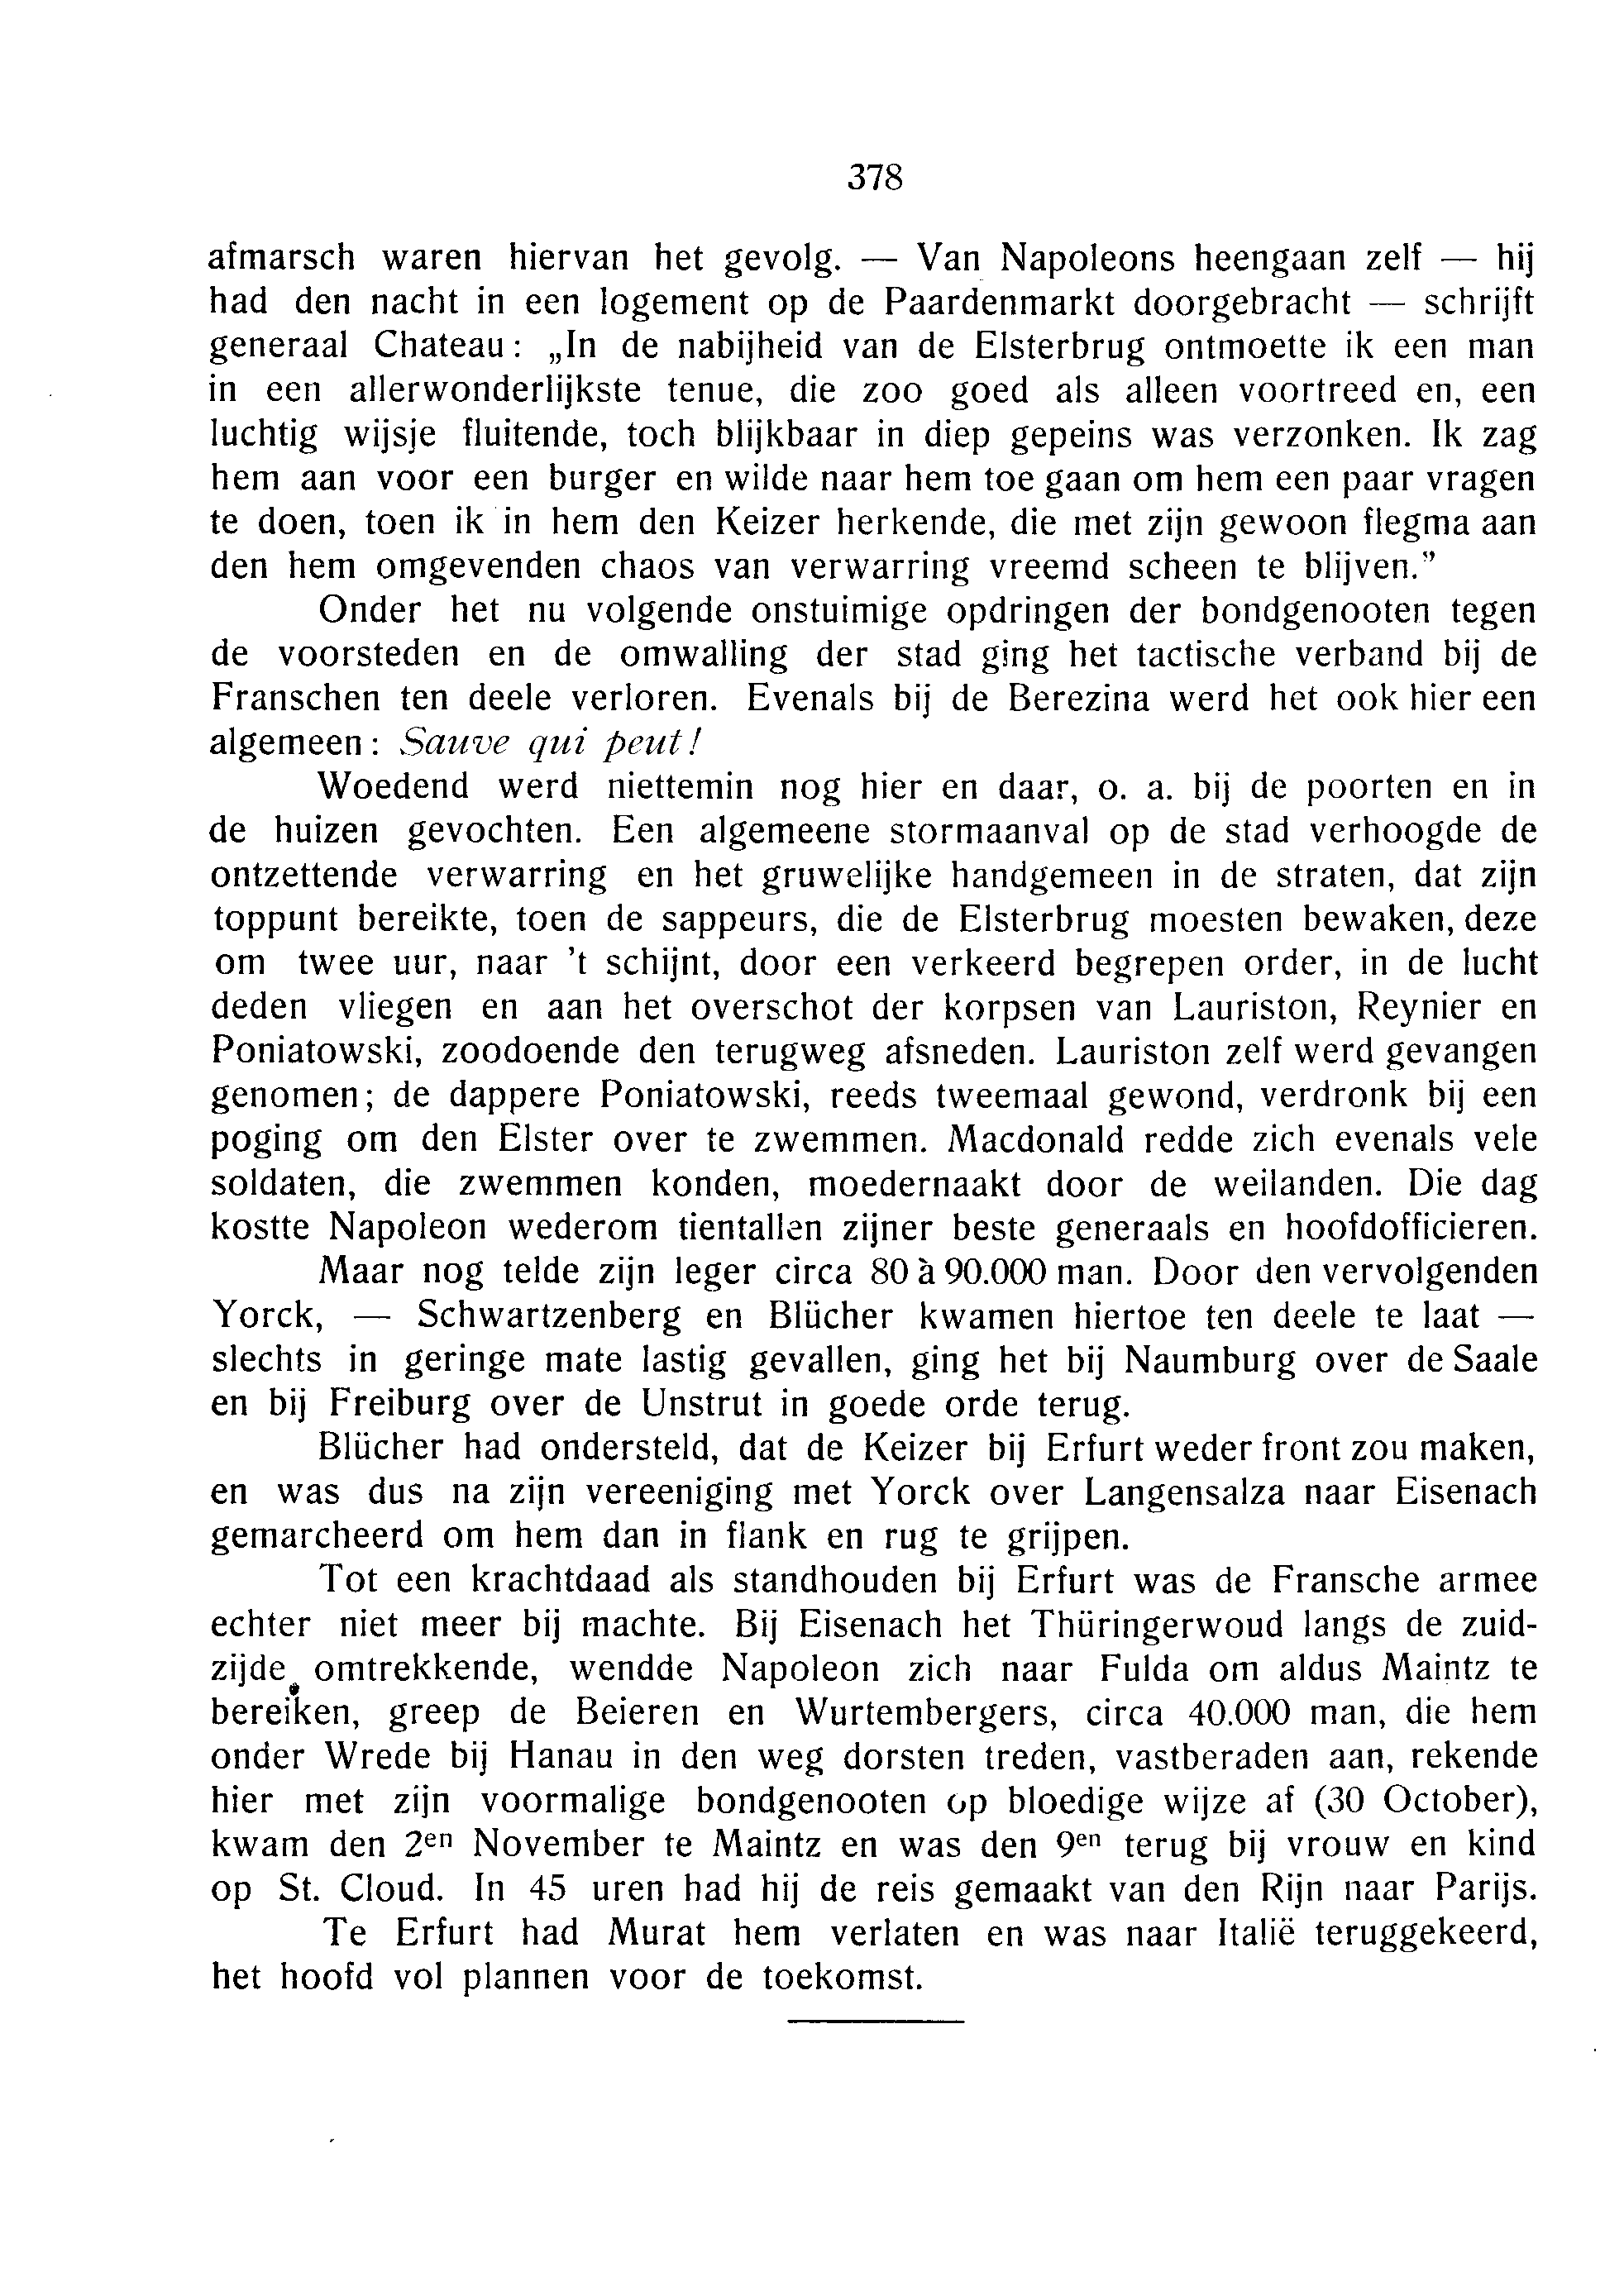 378
afmarsch waren hiervan het gevolg. — Van Napoleons heengaan zelf — hij
had den nacht in een logement op de Paardenmarkt doorgebracht — schrijft
generaal Chateau: „In de nabijheid van de Elsterbrug ontmoette ik een man
in een allerwonderlijkste tenue, die zoo goed als alleen voortreed en, een
luchtig wijsje fluitende, toch blijkbaar in diep gepeins was verzonken. Ik zag
hem aan voor een burger en wilde naar hem toe gaan om hem een paar vragen
te doen, toen ik in hem den Keizer herkende, die met zijn gewoon flegma aan
den hem omgevenden chaos van verwarring vreemd scheen te blijven.”
Onder het nu volgende onstuimige opdringen der bondgenooten tegen
de voorsteden en de omwalling der stad ging het tactische verband bij de
Franschen ten deele verloren. Evenals bij de Berezina werd het ook hier een
algemeen: Sauve qui peut!
Woedend werd niettemin nog hier en daar, o. a. bij de poorten en in
de huizen gevochten. Een algemeene stormaanval op de stad verhoogde de
ontzettende verwarring en het gruwelijke handgemeen in de straten, dat zijn
toppunt bereikte, toen de sappeurs, die de Elsterbrug moesten bewaken, deze
om twee uur, naar ’t schijnt, door een verkeerd begrepen order, in de lucht
deden vliegen en aan het overschot der korpsen van Lauriston, Reynier en
Poniatowski, zoodoende den terugweg afsneden. Lauriston zelf werd gevangen
genomen; de dappere Poniatowski, reeds tweemaal gewond, verdronk bij een
poging om den Elster over te zwemmen. Macdonald redde zich evenals vele
soldaten, die zwemmen konden, moedernaakt door de weilanden. Die dag
kostte Napoleon wederom tientallen zijner beste generaals en hoofdofficieren.
Maar nog telde zijn leger circa 80 à 90.000 man. Door den vervolgenden
Yorck, — Schwartzenberg en Blücher kwamen hiertoe ten deele te laat —
slechts in geringe mate lastig gevallen, ging het bij Naumburg over de Saale
en bij Freiburg over de Unstrut in goede orde terug.
Blücher had ondersteld, dat de Keizer bij Erfurt weder front zou maken,
en was dus na zijn vereeniging met Yorck over Langensalza naar Eisenach
gemarcheerd om hem dan in flank en rug te grijpen.
Tot een krachtdaad als standhouden bij Erfurt was de Fransche armee
echter niet meer bij machte. Bij Eisenach het Thüringerwoud langs de zuid-
zijde omtrekkende, wendde Napoleon zich naar Fulda om aldus Maintz te
bereiken, greep de Beieren en Wurtembergers, circa 40.000 man, die hem
onder Wrede bij Hanau in den weg dorsten treden, vastberaden aan, rekende
hier met zijn voormalige bondgenooten op bloedige wijze af (30 October),
kwam den 2en November te Maintz en was den 9en terug bij vrouw en kind
op St. Cloud. In 45 uren had hij de reis gemaakt van den Rijn naar Parijs.
Te Erfurt had Murat hem verlaten en was naar Italië teruggekeerd,
het hoofd vol plannen voor de toekomst.